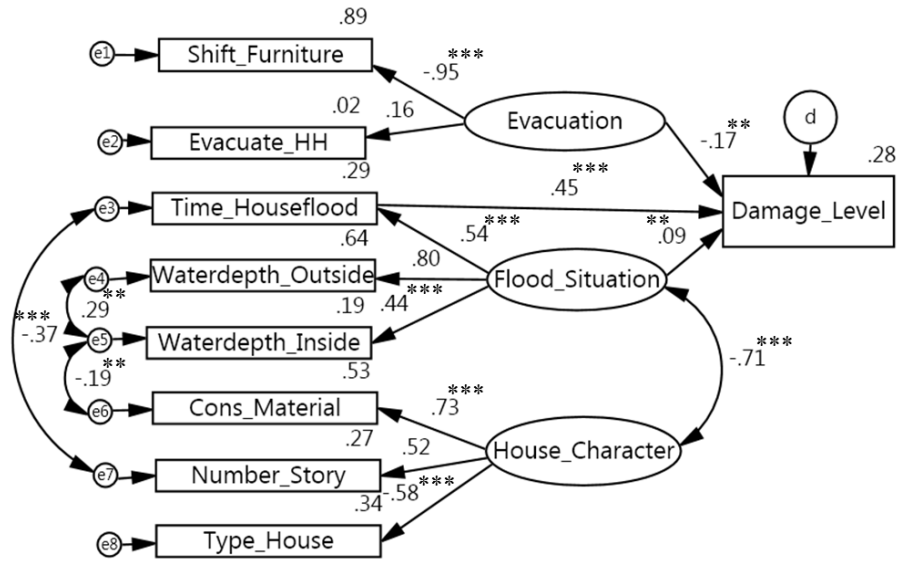 .89
e1 Shift_Furniture
-.95***
.02 .16
Evacuation
d
e2 Evacuate_HH
-.17**
.28
.29
.45***
e3 Time_Houseflood
Damage_Level
.64 .54*** .09**
.80
e4 Waterdepth_Outside
Flood_Situation
.29** .19 .44***
***-.37
e5 Waterdepth_Inside
-.71***
-.19** .53
e6 Cons_Material
.73***
.27 .52
House_Character
e7 Number_Story
.34 -.58***
e8 Type_House